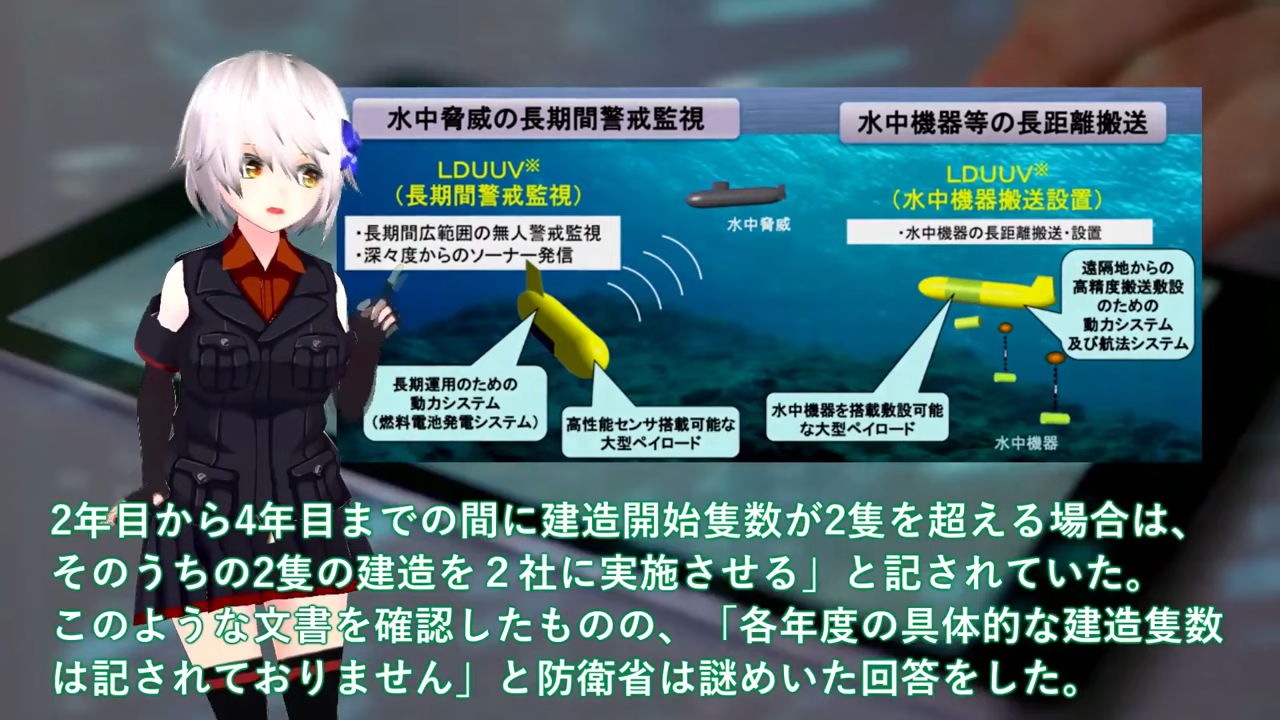 水中脅威の長期間警戒監視
LDUUV※
（長期間警戒監視）
・長期間広範囲の無人警戒監視
・深々度からのソーナー発信
水中脅威
長期運用のための
動力システム
（燃料電池発電システム）
高性能センサ搭載可能な
大型ペイロード
水中機器等の長距離搬送
LDUUV※
（水中機器搬送設置）
・水中機器の長距離搬送・設置
遠隔地からの
高精度搬送敷設
のための
動力システム
及び航法システム
水中機器を搭載敷設可能
な大型ペイロード
水中機器
2年目から4年目までの間に建造開始隻数が2隻を超える場合は、
そのうちの2隻の建造を２社に実施させる」と記されていた。
このような文書を確認したものの、「各年度の具体的な建造隻数
は記されておりません」と防衛省は謎めいた回答をした。